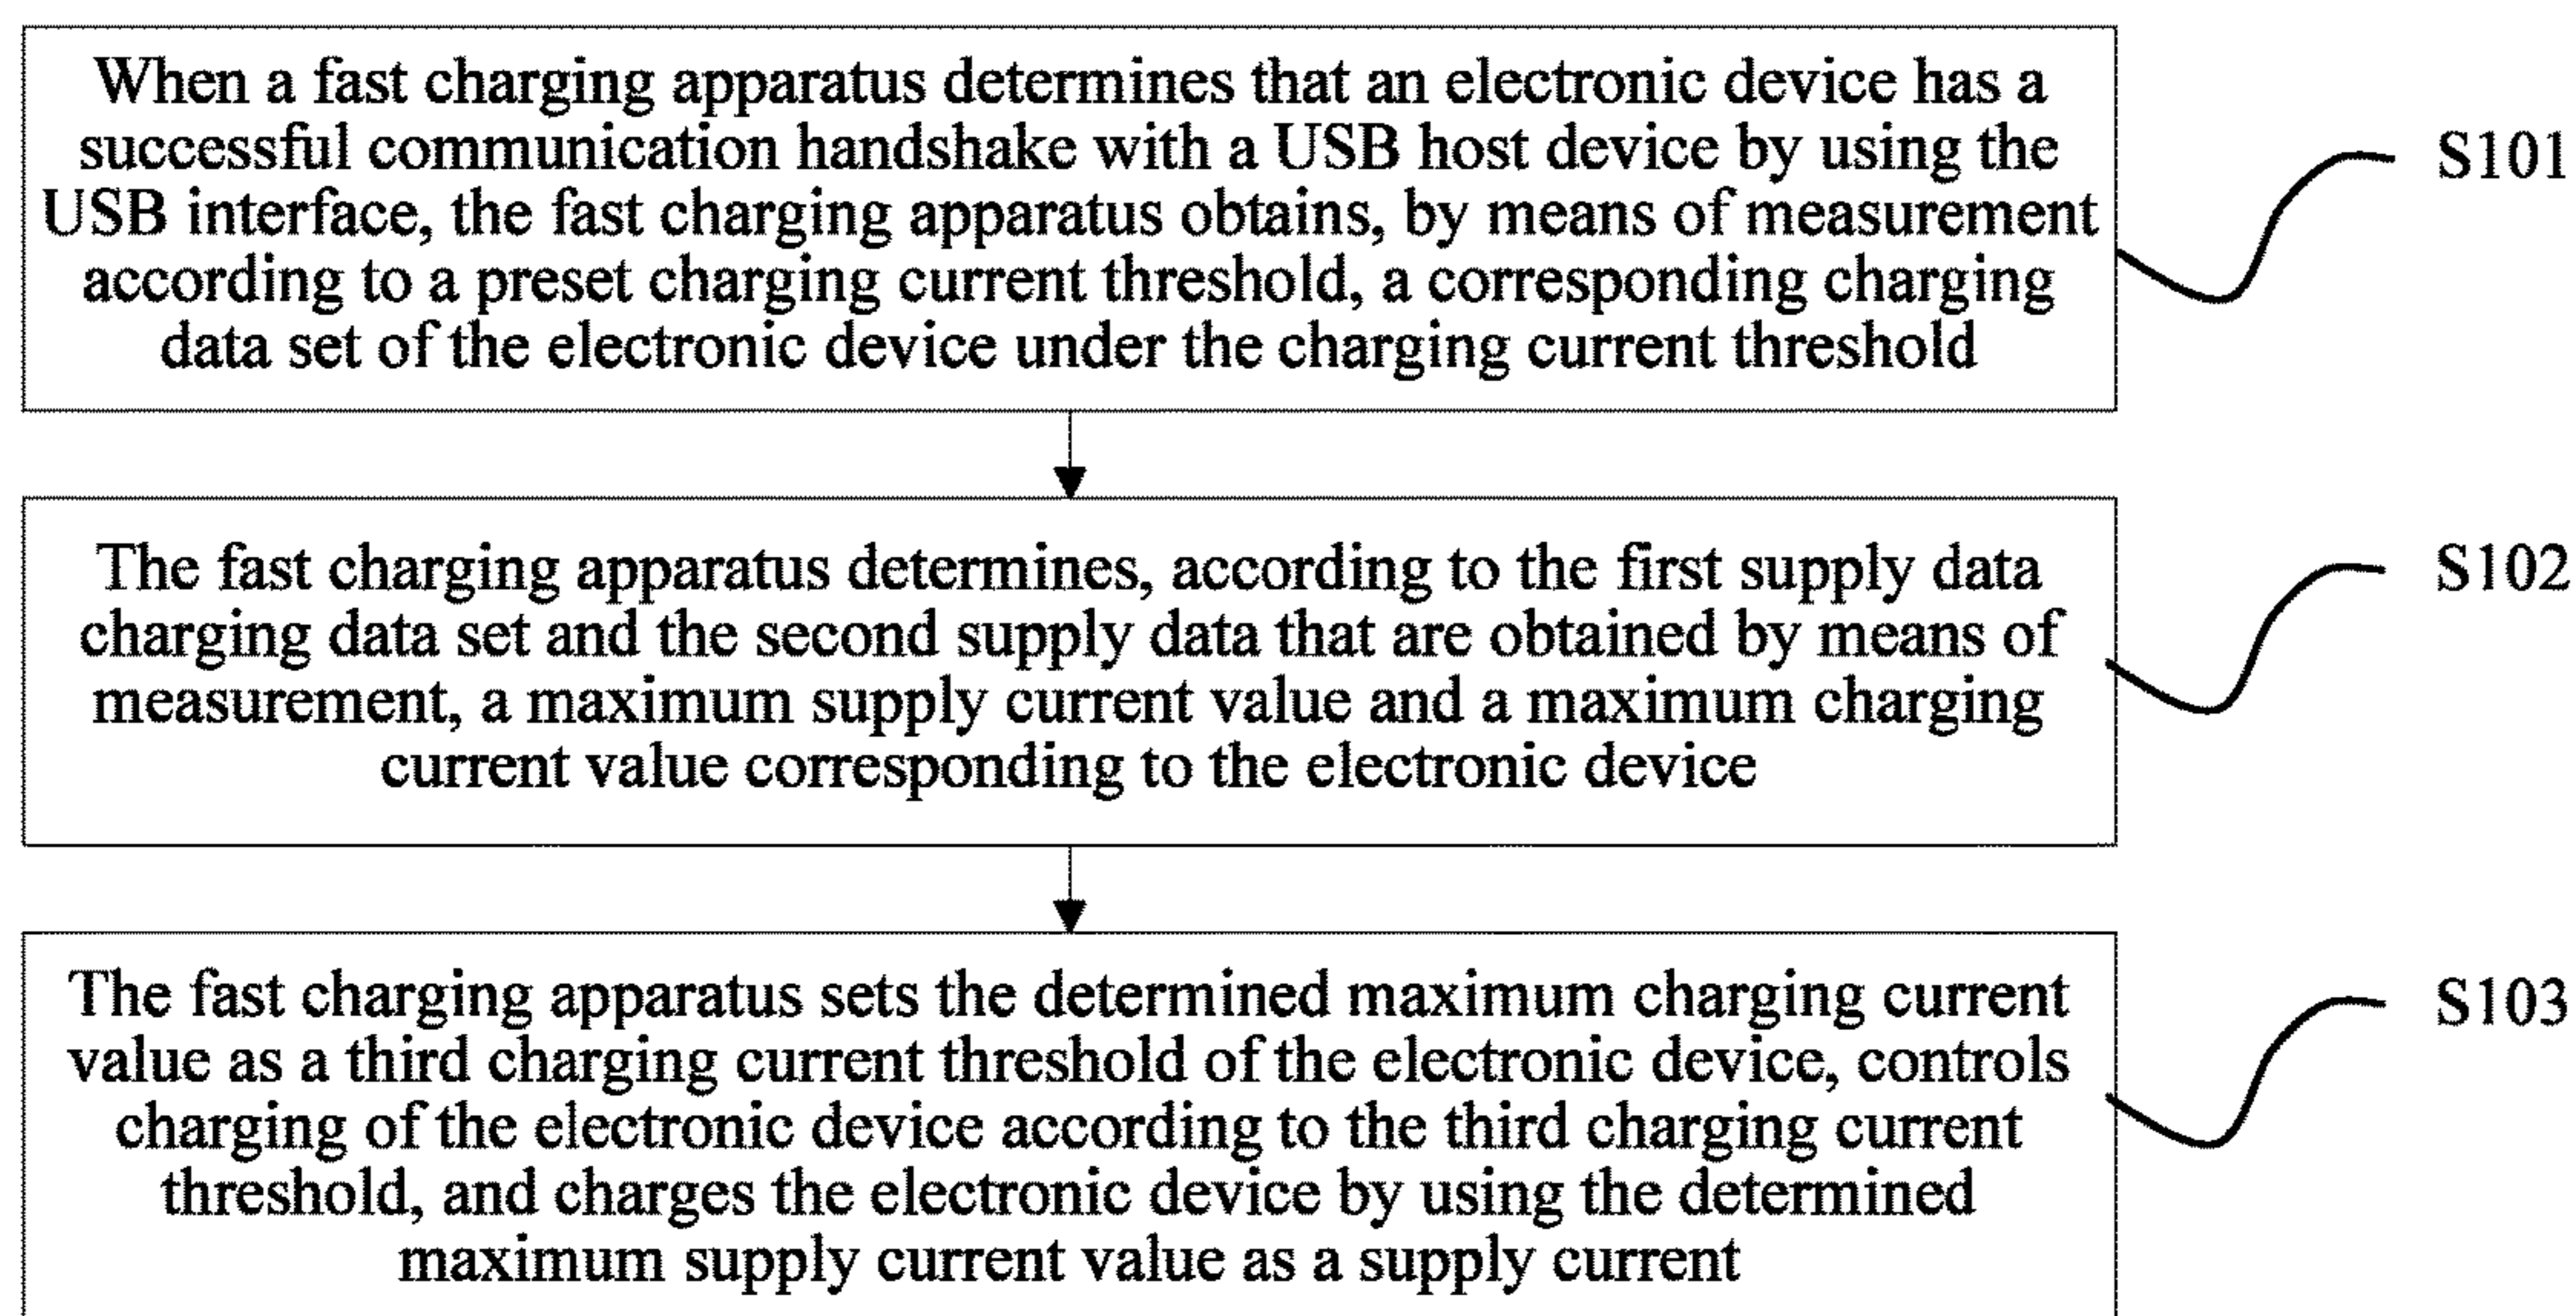 When a fast charging apparatus determines that an electronic device has a
successful communication handshake with a USB host device by using the
USB interface, the fast charging apparatus obtains, by means of measurement
according to a preset charging current threshold, a corresponding charging
data set of the electronic device under the charging current threshold
S101
The fast charging apparatus determines, according to the first supply data
charging data set and the second supply data that are obtained by means of
measurement, a maximum supply current value and a maximum charging
current value corresponding to the electronic device
S102
The fast charging apparatus sets the determined maximum charging current
value as a third charging current threshold of the electronic device, controls
charging of the electronic device according to the third charging current
threshold, and charges the electronic device by using the determined
maximum supply current value as a supply current
S103